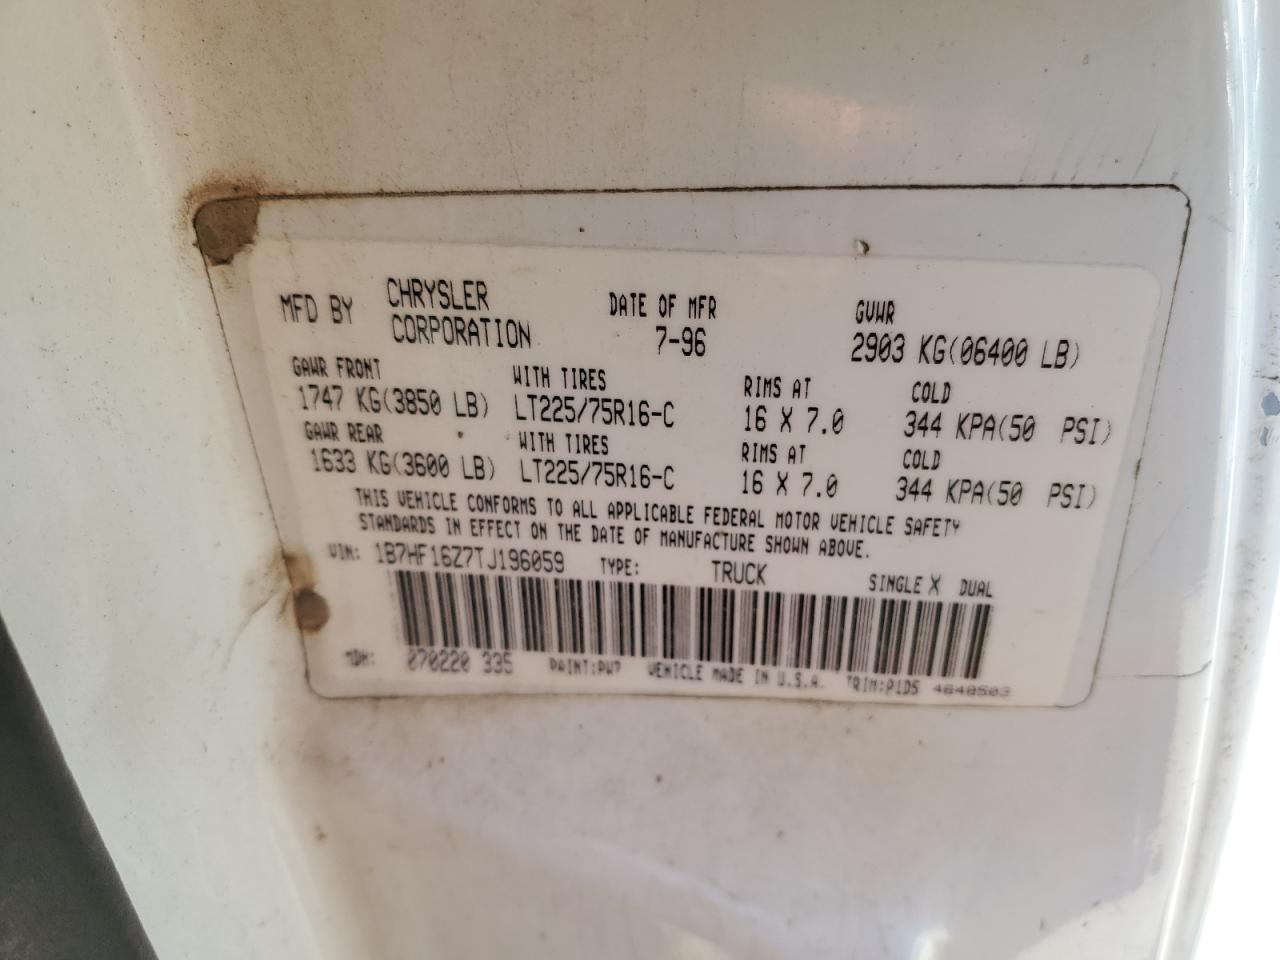 MFD BY CHRYSLER CORPORATION DATE OF MFR 7-96 GVWR 2903 KG(06400 LB)
GAWR FRONT WITH TIRES RIMS AT COLD
1747 KG(3850 LB) LT225/75R16-C 16 X 7.0 344 KPA(50 PSI)
GAWR REAR WITH TIRES RIMS AT COLD
1633 KG(3600 LB) LT225/75R16-C 16 X 7.0 344 KPA(50 PSI)
THIS VEHICLE CONFORMS TO ALL APPLICABLE FEDERAL MOTOR VEHICLE SAFETY
STANDARDS IN EFFECT ON THE DATE OF MANUFACTURE SHOWN ABOVE.
VIN: 1B7HF16Z7TJ196059 TYPE: TRUCK SINGLE X DUAL
MDH: 070220 335 PAINT:PW7 VEHICLE MADE IN U.S.A. TRIM:P1D5 4648503